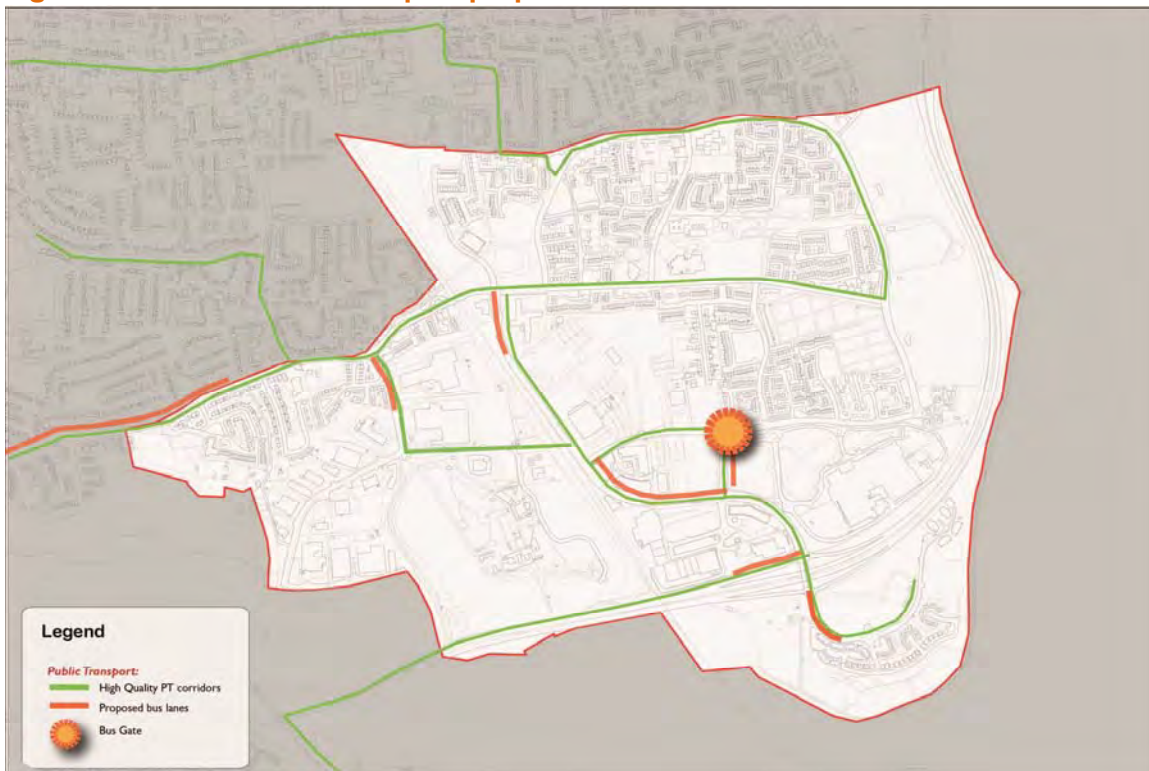 Legend
Public Transport:
High Quality PT corridors
Proposed bus lanes
Bus Gate